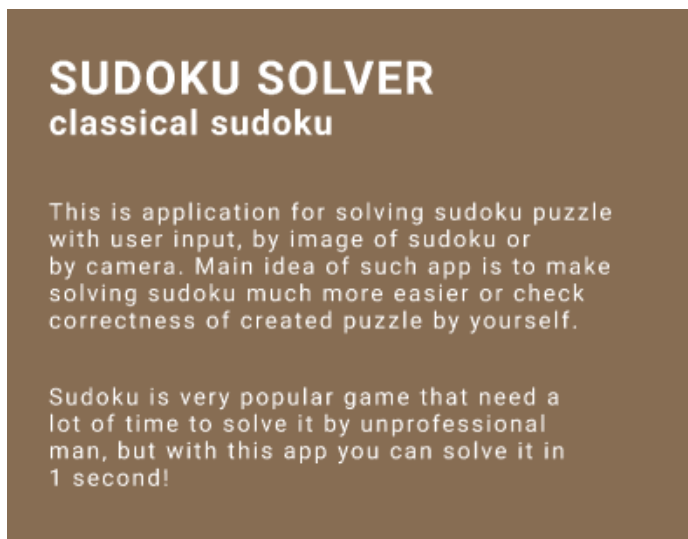 SUDOKU SOLVER
classical sudoku
This is application for solving sudoku puzzle
with user input, by image of sudoku or
by camera. Main idea of such app is to make
solving sudoku much more easier or check
correctness of created puzzle by yourself.
Sudoku is very popular game that need a
lot of time to solve it by unprofessional
man, but with this app you can solve it in
1 second!